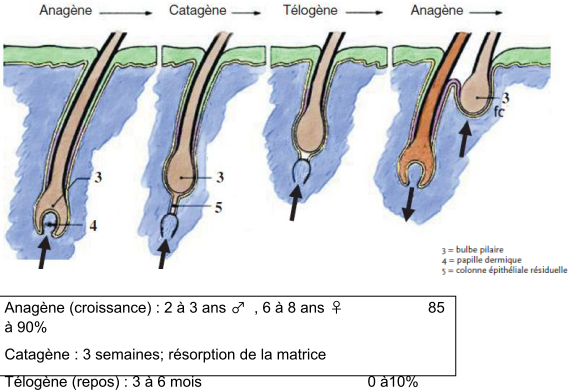 Anagène Catagène Télogène Anagène
3
4
3
5
3
fc
3 = bulbe pilaire
4 = papille dermique
5 = colonne épithéliale résiduelle
Anagène (croissance) : 2 à 3 ans ♂ , 6 à 8 ans ♀ 85
à 90%
Catagène : 3 semaines; résorption de la matrice
Télogène (repos) : 3 à 6 mois 0 à10%